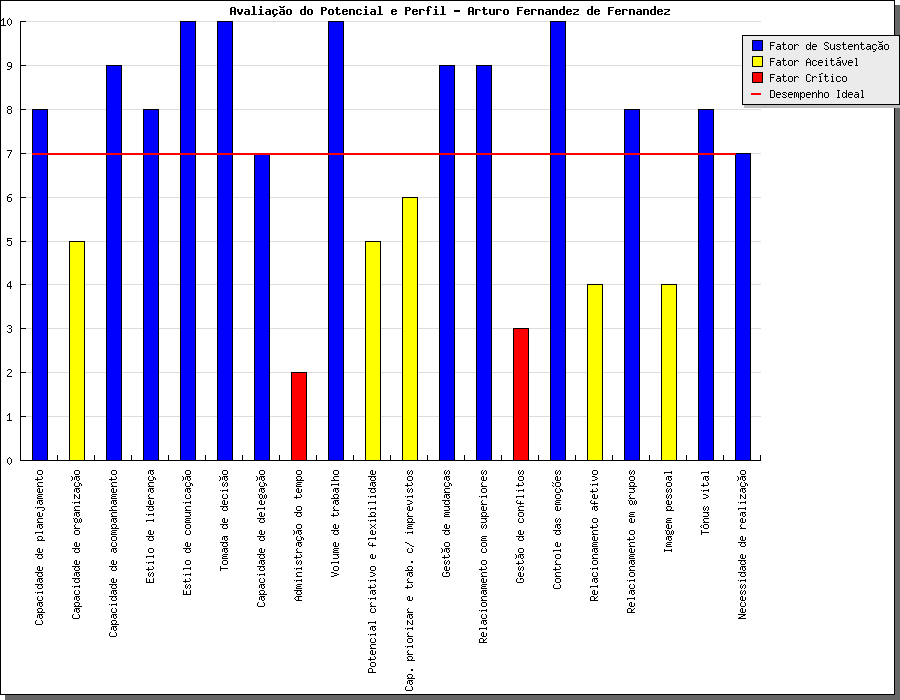 Avaliação do Potencial e Perfil - Arturo Fernandez de Fernandez
Fator de Sustentação
Fator Aceitável
Fator Crítico
Desempenho Ideal
10
9
8
7
6
5
4
3
2
1
0
Capacidade de planejamento
Capacidade de organização
Capacidade de acompanhamento
Estilo de liderança
Estilo de comunicação
Tomada de decisão
Capacidade de delegação
Administração do tempo
Volume de trabalho
Potencial criativo e flexibilidade
Cap. priorizar e trab. c/ imprevistos
Gestão de mudanças
Relacionamento com superiores
Gestão de conflitos
Controle das emoções
Relacionamento afetivo
Relacionamento em grupos
Imagem pessoal
Tônus vital
Necessidade de realização